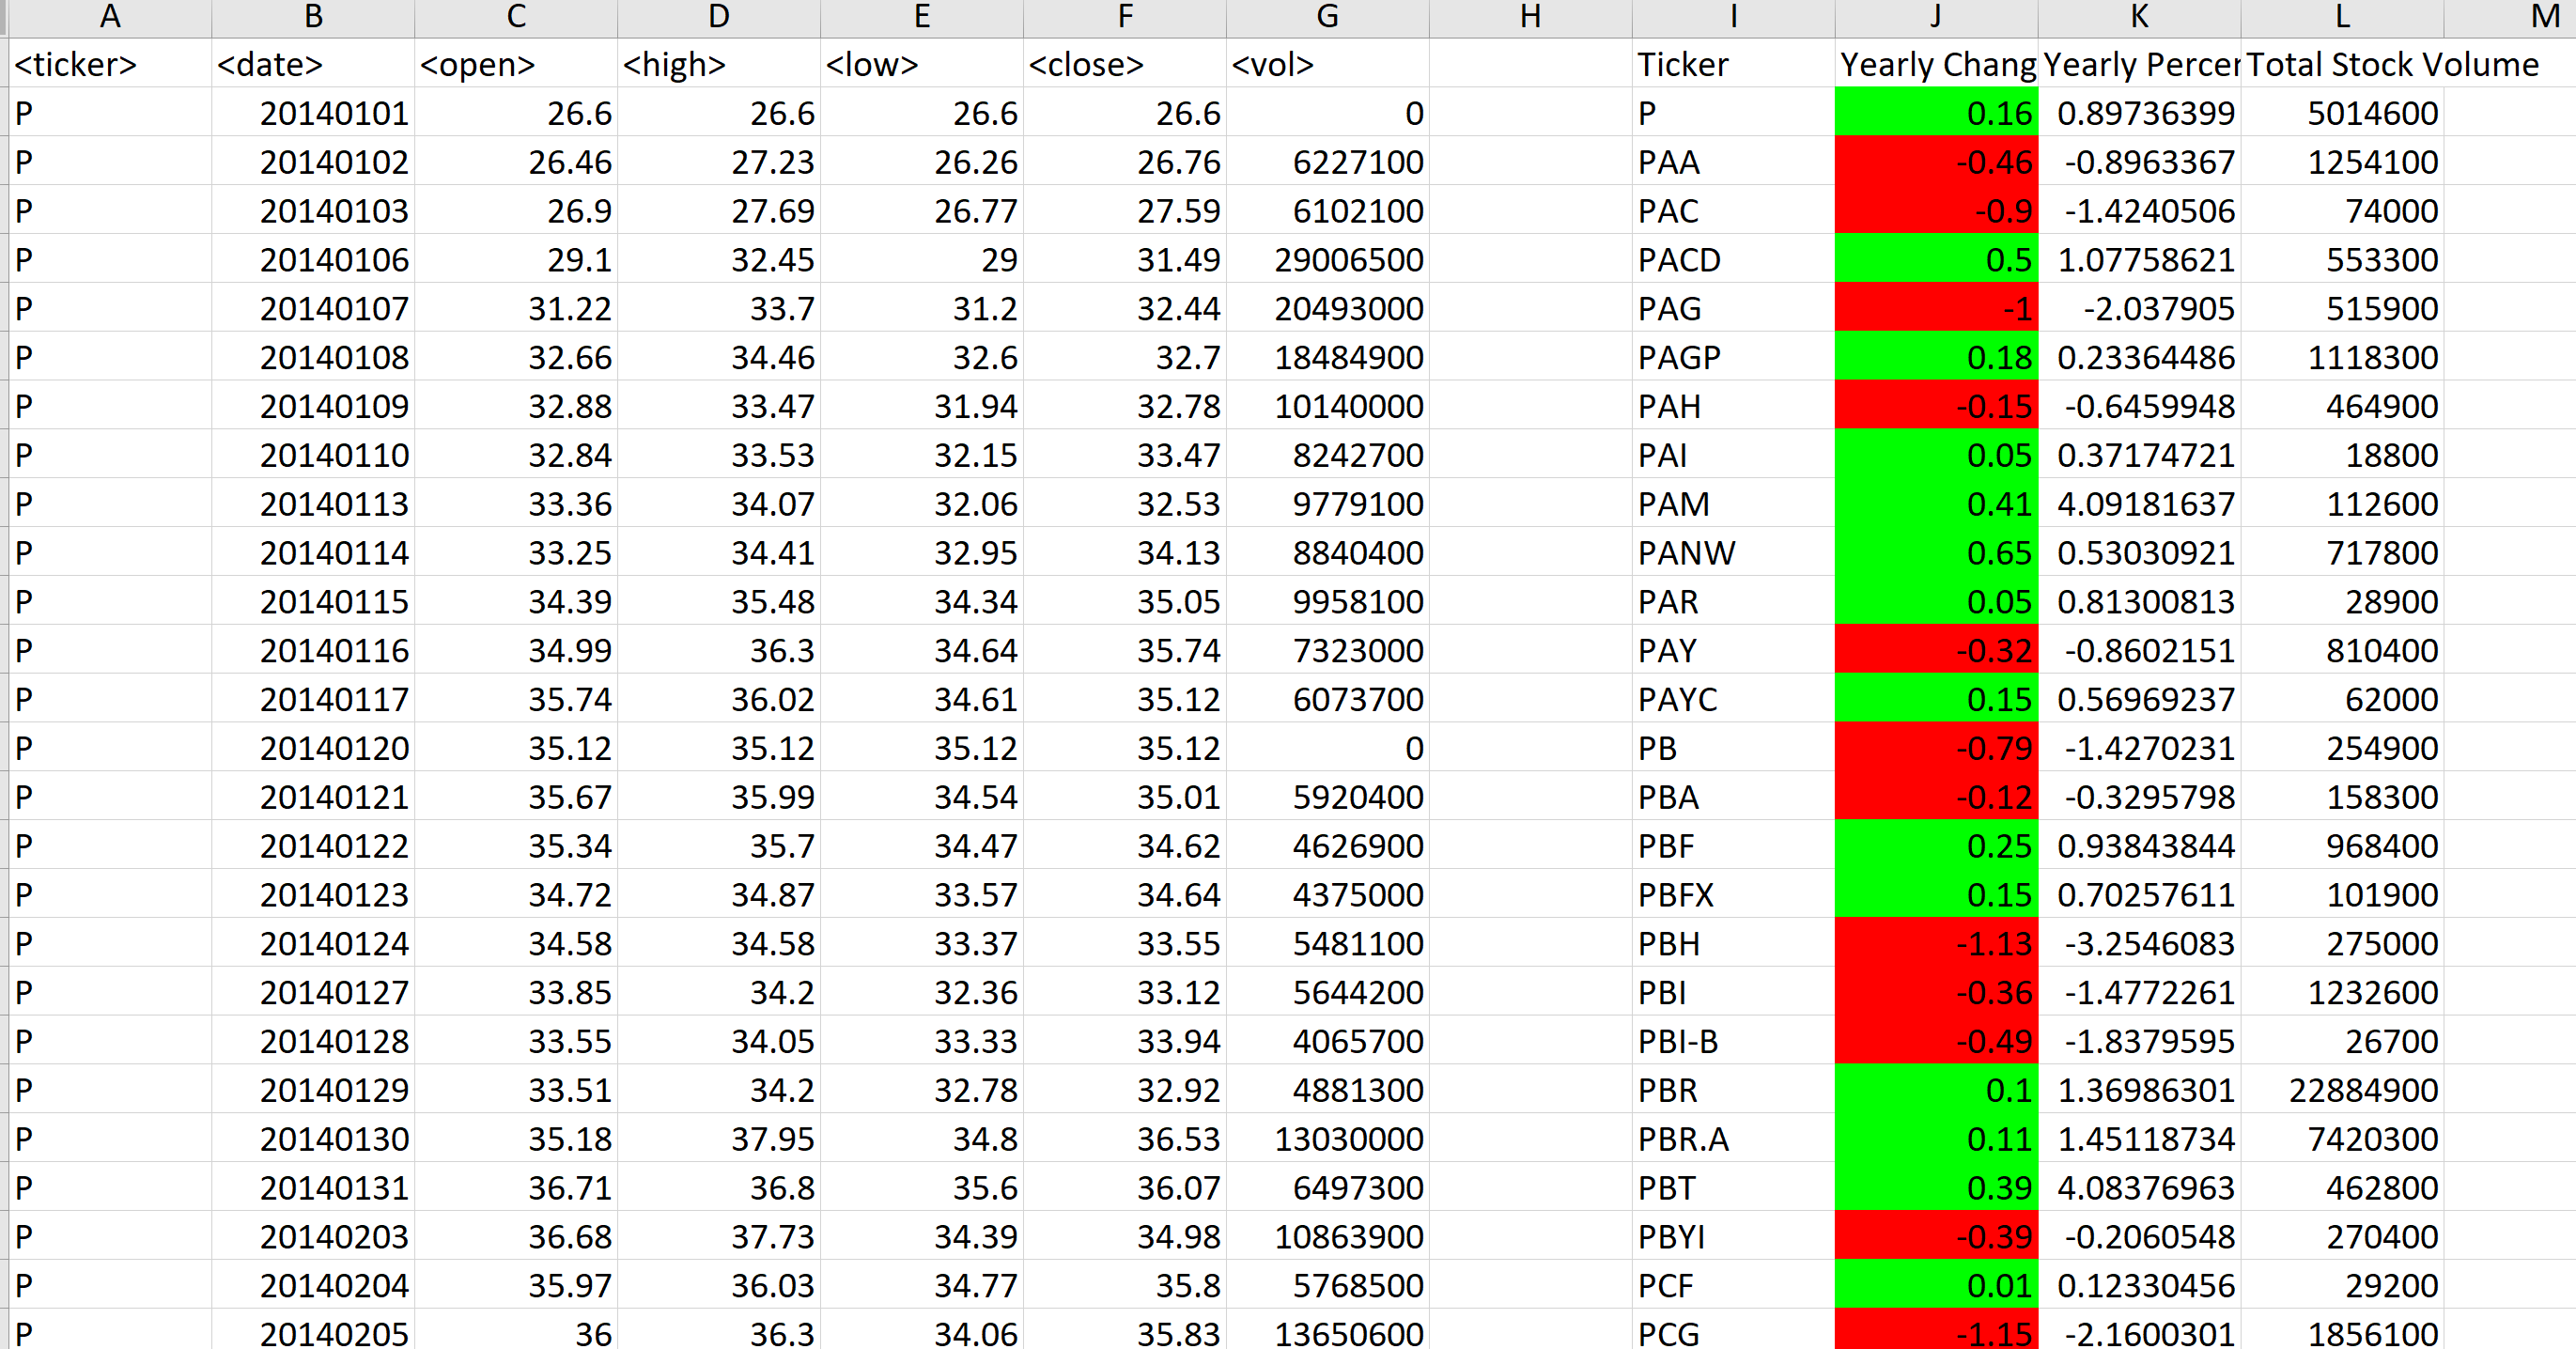 A B C D E F G H I J K L M
<ticker> <date> <open> <high> <low> <close> <vol> Ticker Yearly Chang Yearly Percer Total Stock Volume
P 20140101 26.6 26.6 26.6 26.6 0 P 0.16 0.89736399 5014600
P 20140102 26.46 27.23 26.26 26.76 6227100 PAA -0.46 -0.8963367 1254100
P 20140103 26.9 27.69 26.77 27.59 6102100 PAC -0.9 -1.4240506 74000
P 20140106 29.1 32.45 29 31.49 29006500 PACD 0.5 1.07758621 553300
P 20140107 31.22 33.7 31.2 32.44 20493000 PAG -1 -2.037905 515900
P 20140108 32.66 34.46 32.6 32.7 18484900 PAGP 0.18 0.23364486 1118300
P 20140109 32.88 33.47 31.94 32.78 10140000 PAH -0.15 -0.6459948 464900
P 20140110 32.84 33.53 32.15 33.47 8242700 PAI 0.05 0.37174721 18800
P 20140113 33.36 34.07 32.06 32.53 9779100 PAM 0.41 4.09181637 112600
P 20140114 33.25 34.41 32.95 34.13 8840400 PANW 0.65 0.53030921 717800
P 20140115 34.39 35.48 34.34 35.05 9958100 PAR 0.05 0.81300813 28900
P 20140116 34.99 36.3 34.64 35.74 7323000 PAY -0.32 -0.8602151 810400
P 20140117 35.74 36.02 34.61 35.12 6073700 PAYC 0.15 0.56969237 62000
P 20140120 35.12 35.12 35.12 35.12 0 PB -0.79 -1.4270231 254900
P 20140121 35.67 35.99 34.54 35.01 5920400 PBA -0.12 -0.3295798 158300
P 20140122 35.34 35.7 34.47 34.62 4626900 PBF 0.25 0.93843844 968400
P 20140123 34.72 34.87 33.57 34.64 4375000 PBFX 0.15 0.70257611 101900
P 20140124 34.58 34.58 33.37 33.55 5481100 PBH -1.13 -3.2546083 275000
P 20140127 33.85 34.2 32.36 33.12 5644200 PBI -0.36 -1.4772261 1232600
P 20140128 33.55 34.05 33.33 33.94 4065700 PBI-B -0.49 -1.8379595 26700
P 20140129 33.51 34.2 32.78 32.92 4881300 PBR 0.1 1.36986301 22884900
P 20140130 35.18 37.95 34.8 36.53 13030000 PBR.A 0.11 1.45118734 7420300
P 20140131 36.71 36.8 35.6 36.07 6497300 PBT 0.39 4.08376963 462800
P 20140203 36.68 37.73 34.39 34.98 10863900 PBYI -0.39 -0.2060548 270400
P 20140204 35.97 36.03 34.77 35.8 5768500 PCF 0.01 0.12330456 29200
P 20140205 36 36.3 34.06 35.83 13650600 PCG -1.15 -2.1600301 1856100